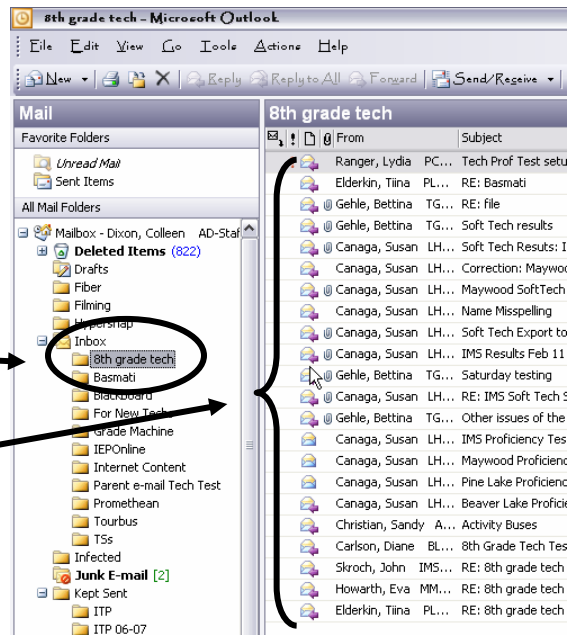 8th grade tech - Microsoft Outlook
File Edit View Go Tools Actions Help
New Reply Reply to All Forward Send/Receive
Mail
Favorite Folders
Unread Mail
Sent Items
All Mail Folders
Mailbox - Dixon, Colleen AD-Staf
Deleted Items (822)
Drafts
Fiber
Filming
Hypersnap
Inbox
8th grade tech
Basmati
Blackboard
For New Techs
Grade Machine
IEPOnline
Internet Content
Parent e-mail Tech Test
Promethean
Tourbus
TSs
Infected
Junk E-mail [2]
Kept Sent
ITP
ITP 06-07
8th grade tech
! From Subject
Ranger, Lydia PC... Tech Prof Test setu
Elderkin, Tiina PL... RE: Basmati
Gehle, Bettina TG... RE: file
Gehle, Bettina TG... Soft Tech results
Canaga, Susan LH... Soft Tech Resuts: I
Canaga, Susan LH... Correction: Maywoo
Canaga, Susan LH... Maywood SoftTech
Canaga, Susan LH... Name Misspelling
Canaga, Susan LH... Soft Tech Export to
Canaga, Susan LH... IMS Results Feb 11
Gehle, Bettina TG... Saturday testing
Canaga, Susan LH... RE: IMS Soft Tech S
Gehle, Bettina TG... Other issues of the
Canaga, Susan LH... IMS Proficiency Tes
Canaga, Susan LH... Maywood Proficienc
Canaga, Susan LH... Pine Lake Proficienc
Canaga, Susan LH... Beaver Lake Proficie
Christian, Sandy A... Activity Buses
Carlson, Diane BL... 8th Grade Tech Tes
Skroch, John IMS... RE: 8th grade tech
Howarth, Eva MM... RE: 8th grade tech
Elderkin, Tiina PL... RE: 8th grade tech